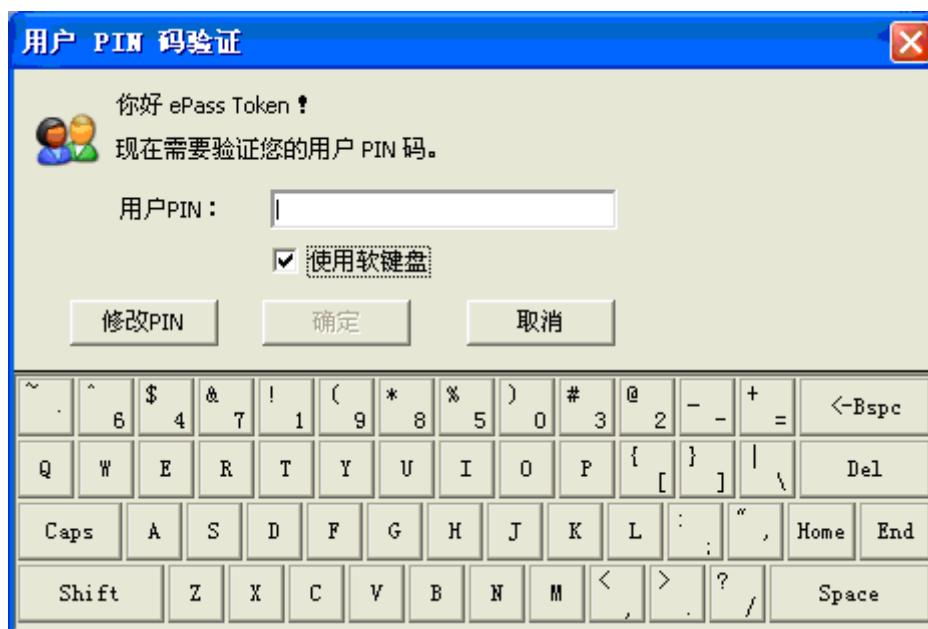 用户 PIN 码验证
你好 ePass Token！
现在需要验证您的用户 PIN 码。
用户PIN：
使用软键盘
修改PIN 确定 取消
~ . ^ 6 $ 4 & 7 ! 1 ( 9 * 8 % 5 ) 0 # 3 @ 2 _ - + = <-Bspc
Q W E R T Y U I O P { [ } ] | \ Del
Caps A S D F G H J K L : ; " , Home End
Shift Z X C V B N M < , > . ? / Space